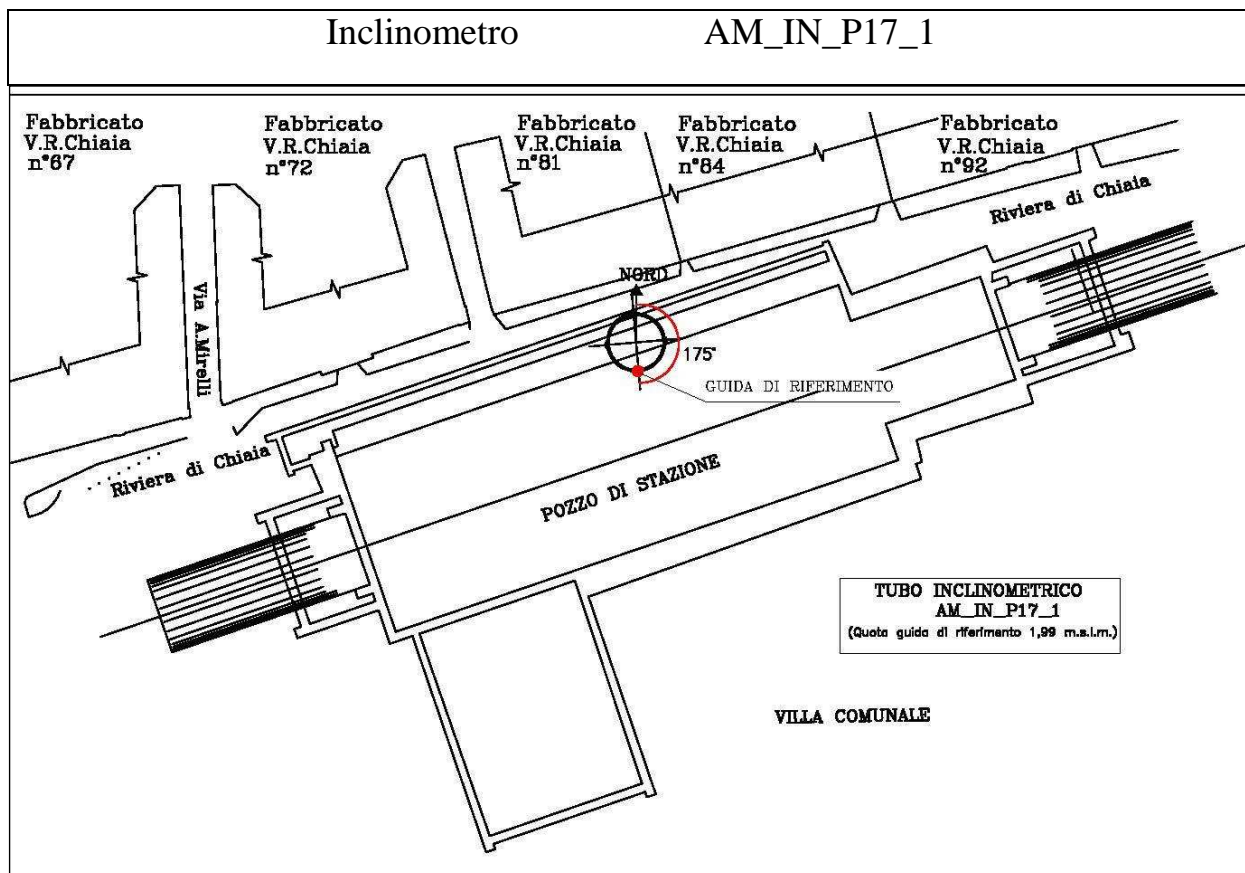 Inclinometro AM_IN_P17_1
Fabbricato
V.R.Chiaia
n°67
Fabbricato
V.R.Chiaia
n°72
Fabbricato
V.R.Chiaia
n°81
Fabbricato
V.R.Chiaia
n°84
Fabbricato
V.R.Chiaia
n°92
Riviera di Chiaia
NORD
Via A.Mirelli
175°
GUIDA DI RIFERIMENTO
Riviera di Chiaia
POZZO DI STAZIONE
TUBO INCLINOMETRICO
AM_IN_P17_1
(Quota guida di riferimento 1,99 m.s.l.m.)
VILLA COMUNALE